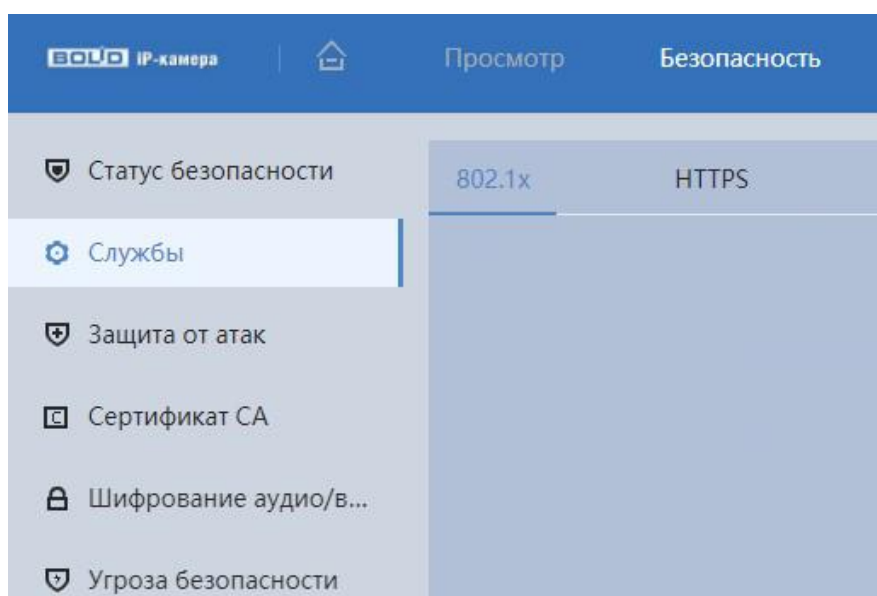 BOLID IP-камера
Просмотр
Безопасность
Статус безопасности
802.1x
HTTPS
Службы
Защита от атак
Сертификат CA
Шифрование аудио/в...
Угроза безопасности